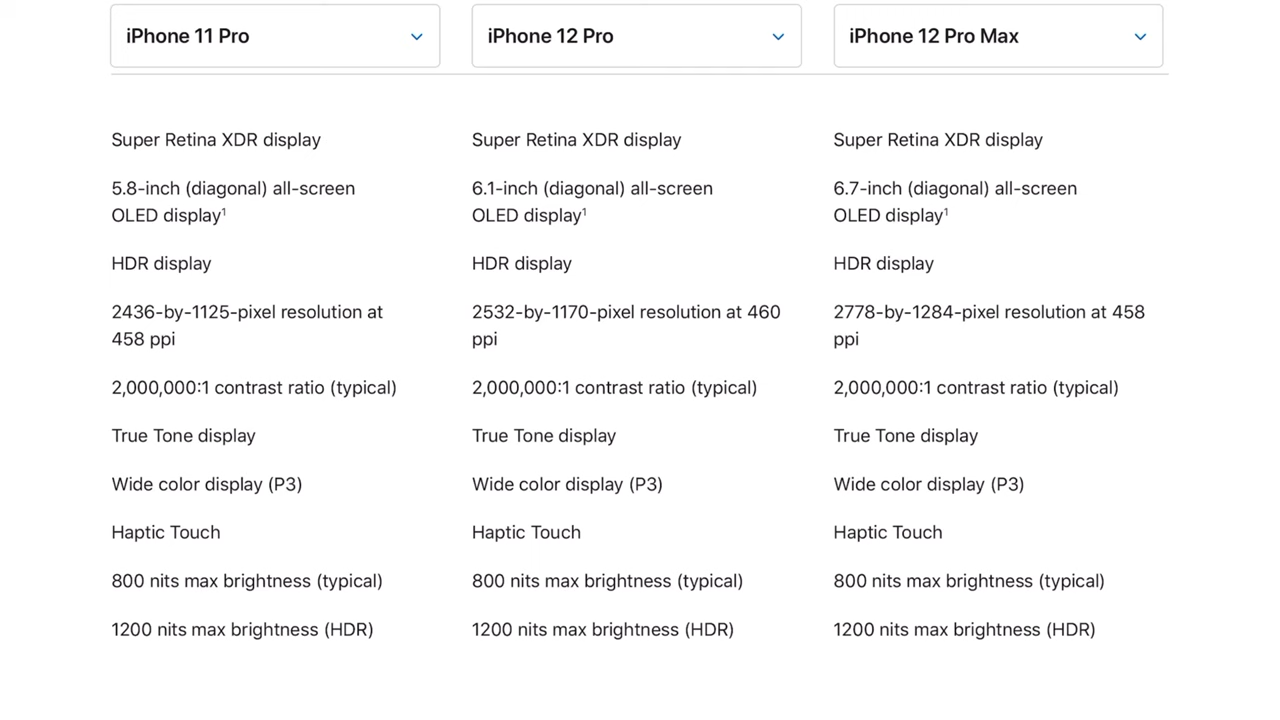 iPhone 11 Pro
iPhone 12 Pro
iPhone 12 Pro Max
Super Retina XDR display
5.8-inch (diagonal) all-screen
OLED display¹
HDR display
2436-by-1125-pixel resolution at
458 ppi
2,000,000:1 contrast ratio (typical)
True Tone display
Wide color display (P3)
Haptic Touch
800 nits max brightness (typical)
1200 nits max brightness (HDR)
Super Retina XDR display
6.1-inch (diagonal) all-screen
OLED display¹
HDR display
2532-by-1170-pixel resolution at 460
ppi
2,000,000:1 contrast ratio (typical)
True Tone display
Wide color display (P3)
Haptic Touch
800 nits max brightness (typical)
1200 nits max brightness (HDR)
Super Retina XDR display
6.7-inch (diagonal) all-screen
OLED display¹
HDR display
2778-by-1284-pixel resolution at 458
ppi
2,000,000:1 contrast ratio (typical)
True Tone display
Wide color display (P3)
Haptic Touch
800 nits max brightness (typical)
1200 nits max brightness (HDR)